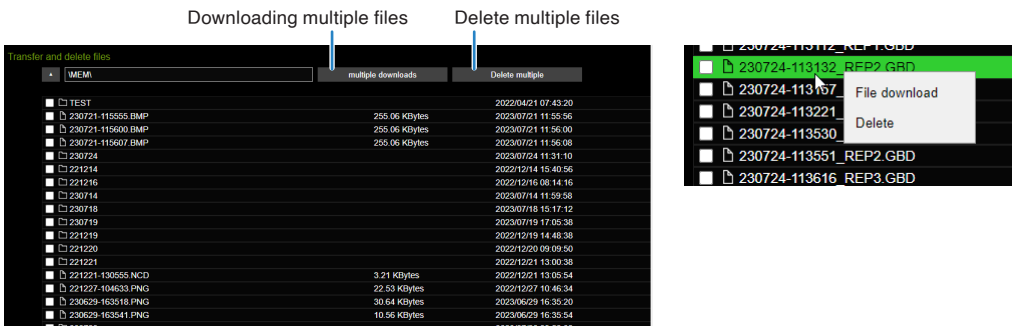 Downloading multiple files Delete multiple files
Transfer and delete files
\MEM\ multiple downloads Delete multiple
TEST 2022/04/21 07:43:20
230721-115555.BMP 255.06 KBytes 2023/07/21 11:55:56
230721-115600.BMP 255.06 KBytes 2023/07/21 11:56:00
230721-115607.BMP 255.06 KBytes 2023/07/21 11:56:08
230724 2023/07/24 11:31:10
221214 2022/12/14 15:40:56
221216 2022/12/16 08:14:16
230714 2023/07/14 11:59:58
230718 2023/07/18 15:17:12
230719 2023/07/19 17:05:38
221219 2022/12/19 14:48:38
221220 2022/12/20 09:09:50
221221 2022/12/21 13:00:38
221221-130555.NCD 3.21 KBytes 2022/12/21 13:05:54
221227-104633.PNG 22.53 KBytes 2022/12/27 10:46:34
230629-163518.PNG 30.64 KBytes 2023/06/29 16:35:20
230629-163541.PNG 10.56 KBytes 2023/06/29 16:35:54
230724-113112_REP1.GBD
230724-113132_REP2.GBD
230724-113157_
File download
230724-113221_
Delete
230724-113530_
230724-113551_REP2.GBD
230724-113616_REP3.GBD